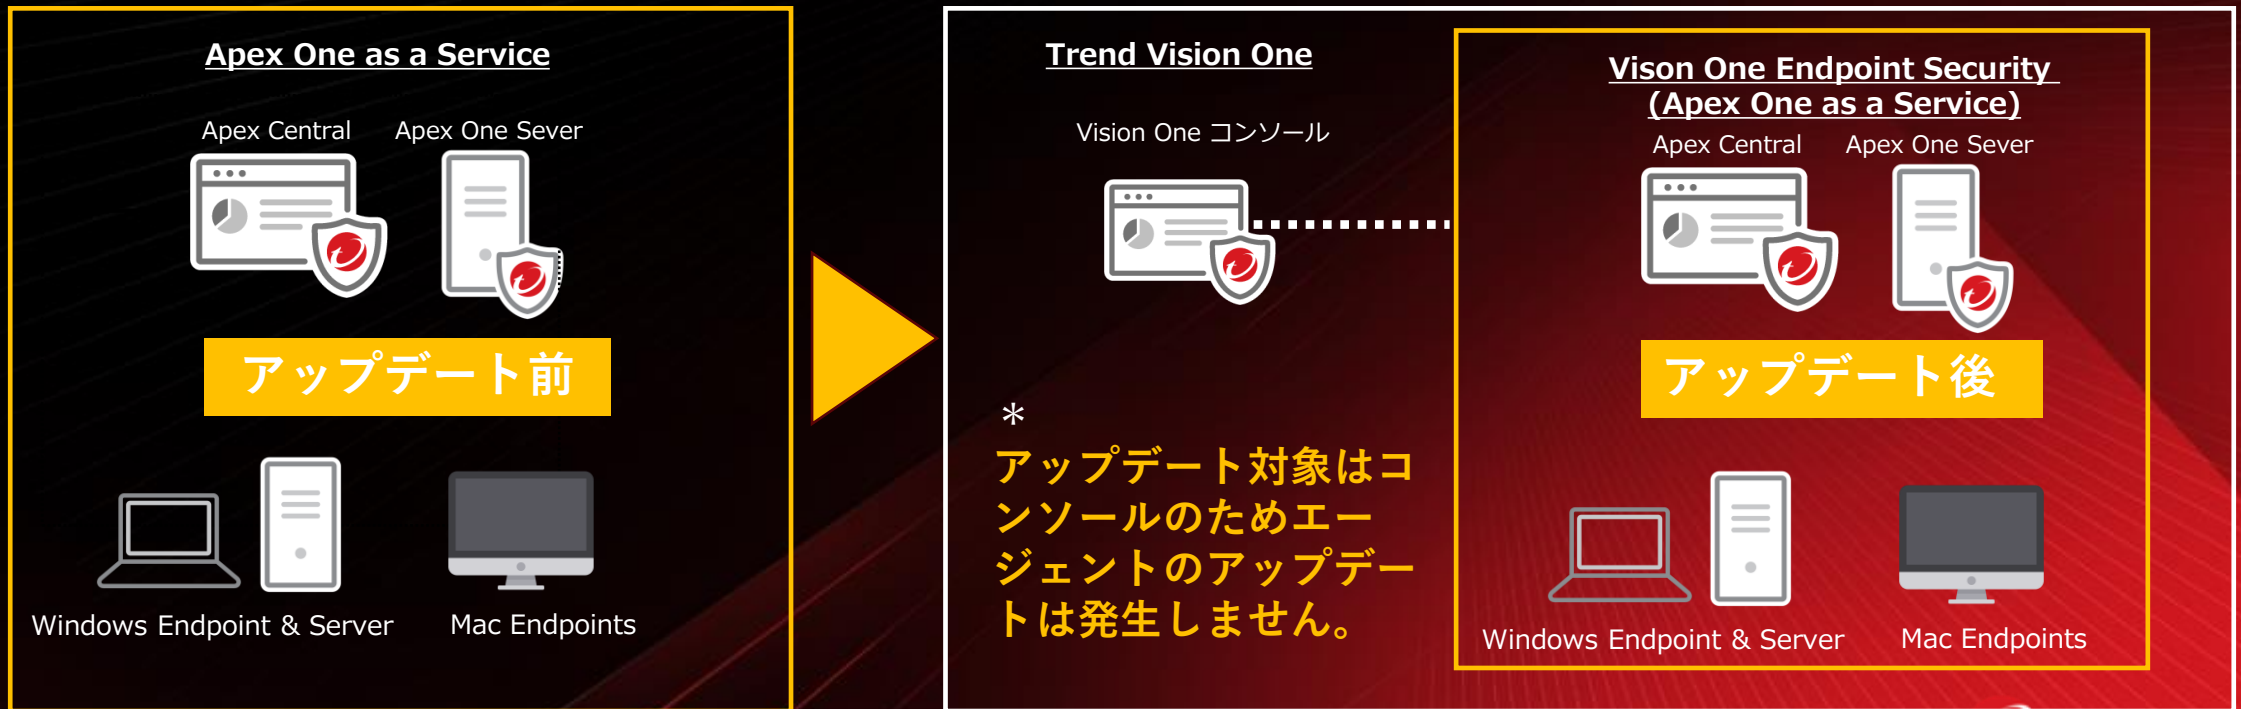 Apex One as a Service
Apex Central
Apex One Sever
アップデート前
Windows Endpoint & Server
Mac Endpoints
Trend Vision One
Vision One コンソール
＊
アップデート対象はコ
ンソールのためエー
ジェントのアップデー
トは発生しません。
Vison One Endpoint Security
(Apex One as a Service)
Apex Central
Apex One Sever
アップデート後
Windows Endpoint & Server
Mac Endpoints